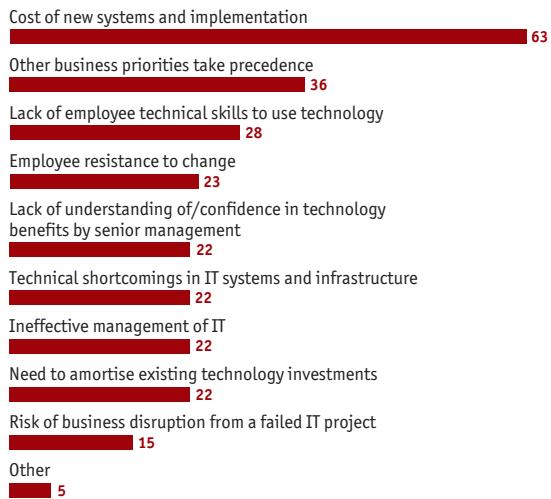 Cost of new systems and implementation
63
Other business priorities take precedence
36
Lack of employee technical skills to use technology
28
Employee resistance to change
23
Lack of understanding of/confidence in technology
benefits by senior management
22
Technical shortcomings in IT systems and infrastructure
22
Ineffective management of IT
22
Need to amortise existing technology investments
22
Risk of business disruption from a failed IT project
15
Other
5